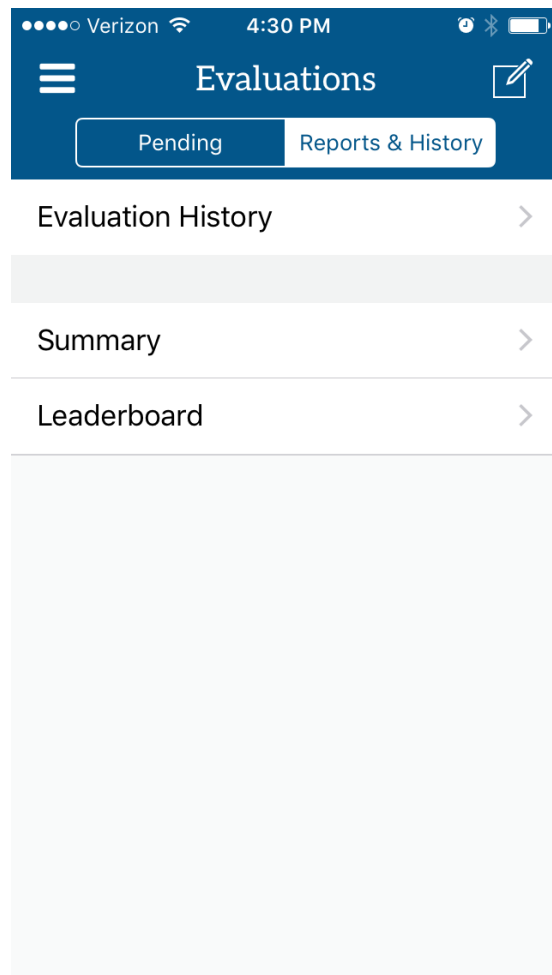 Verizon 4:30 PM
Evaluations
Pending Reports & History
Evaluation History
Summary
Leaderboard